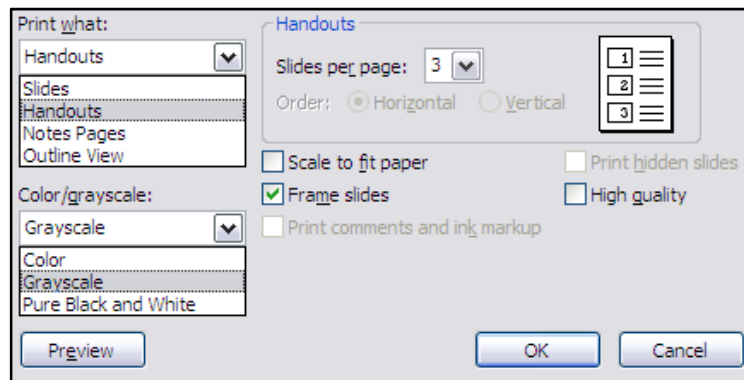 Print what:
Handouts
Slides
Handouts
Notes Pages
Outline View
Color/grayscale:
Grayscale
Color
Grayscale
Pure Black and White
Handouts
Slides per page: 3
Order: Horizontal Vertical
1
2
3
Scale to fit paper
Print hidden slides
Frame slides
High quality
Print comments and ink markup
Preview
OK
Cancel